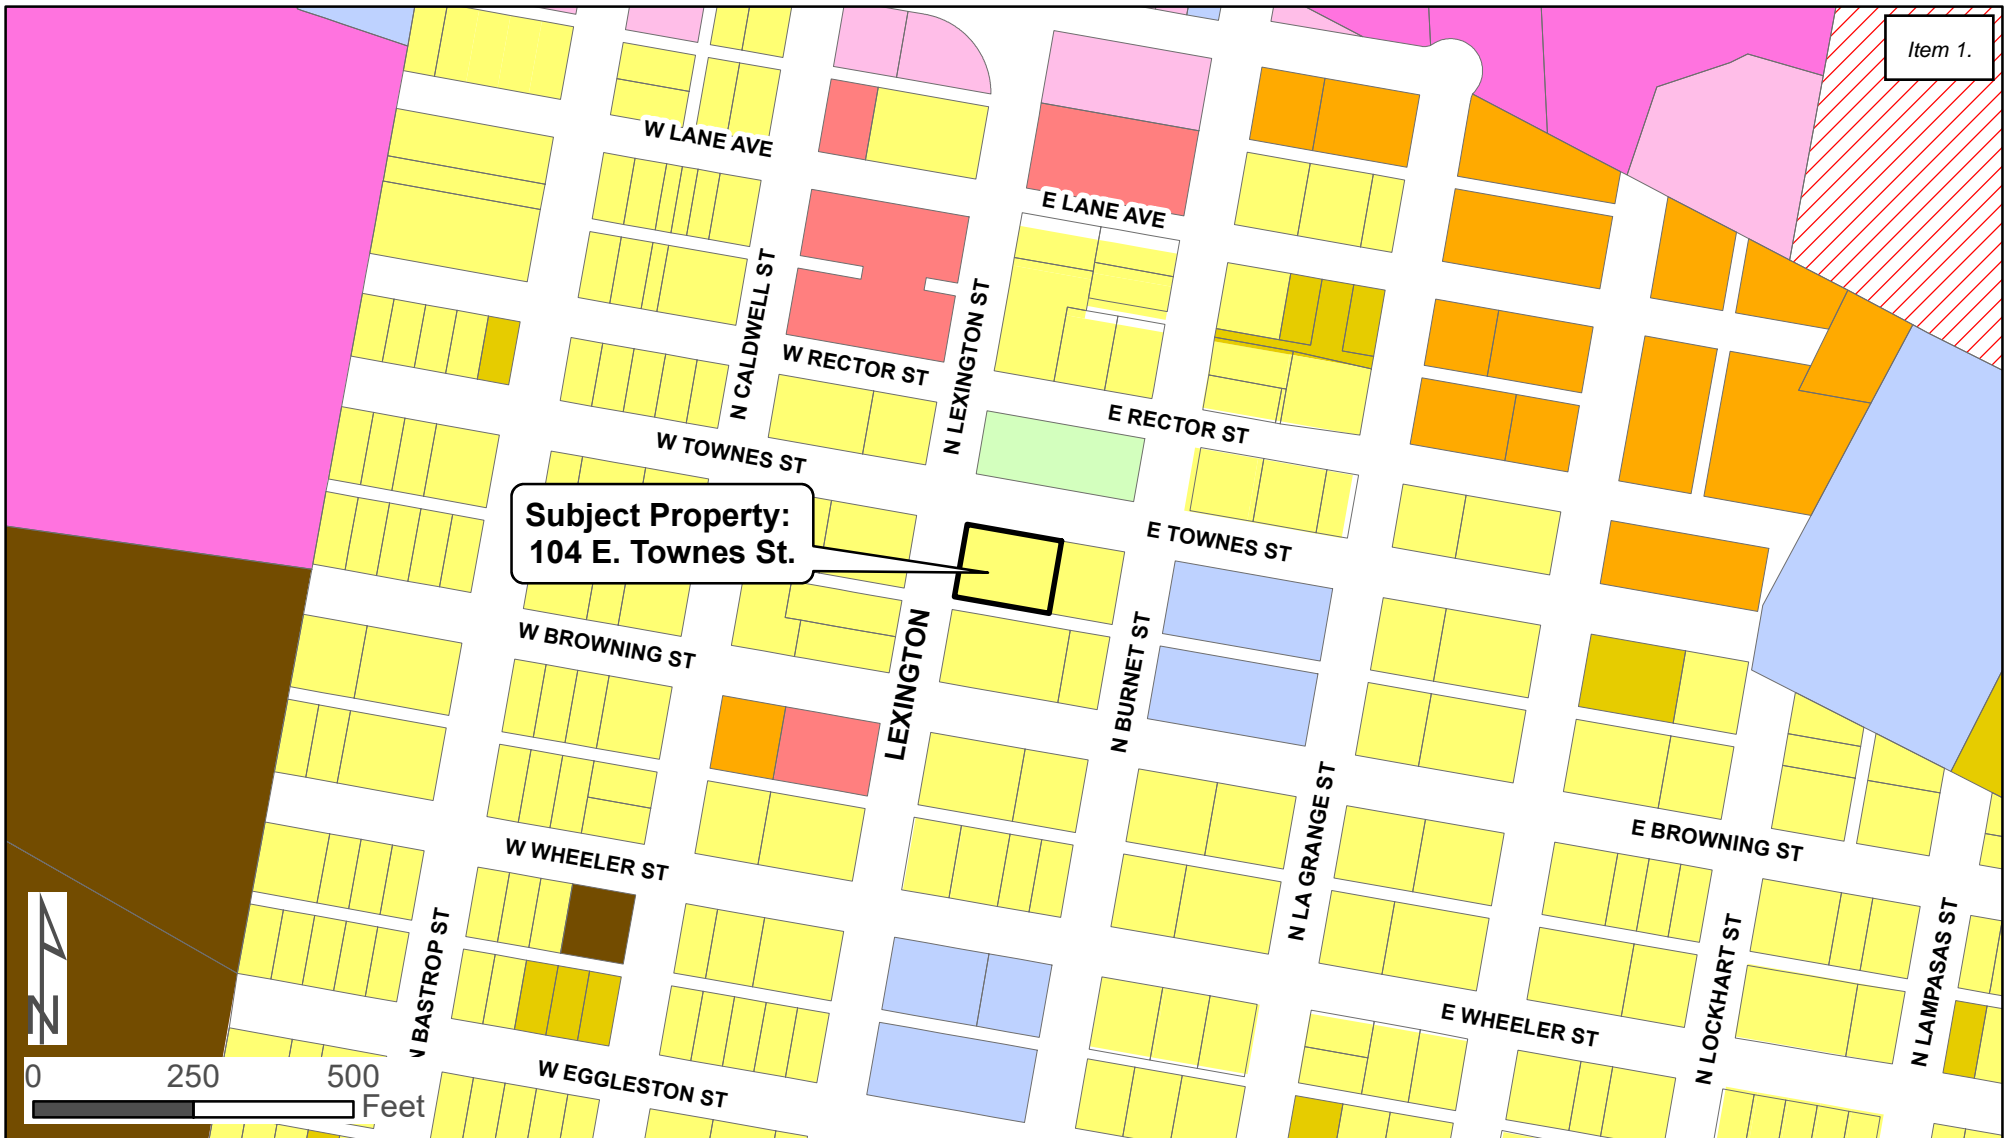 Item 1.
W LANE AVE
E LANE AVE
N CALDWELL ST
N LEXINGTON ST
W RECTOR ST
E RECTOR ST
W TOWNES ST
Subject Property:
104 E. Townes St.
E TOWNES ST
W BROWNING ST
LEXINGTON
N BURNET ST
N LA GRANGE ST
E BROWNING ST
W WHEELER ST
N BASTROP ST
N LOCKHART ST
N LAMPASAS ST
E WHEELER ST
W EGGLESTON ST
N
0 250 500
Feet